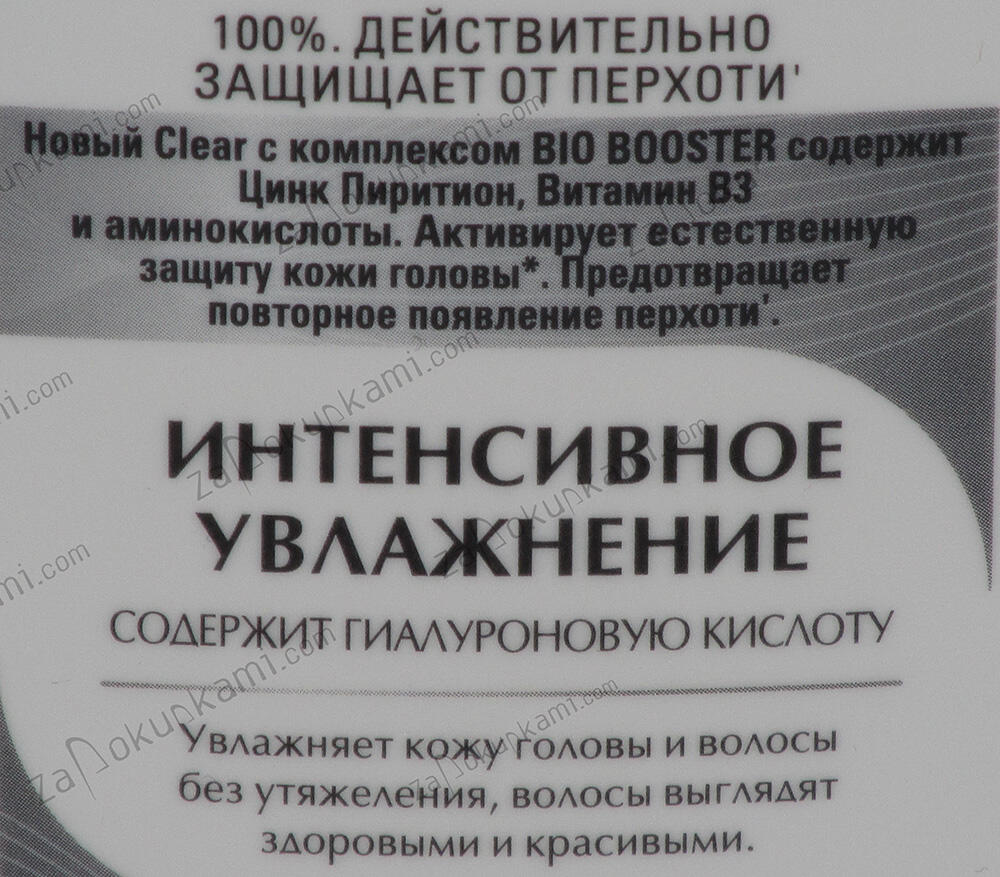 100%. ДЕЙСТВИТЕЛЬНО
ЗАЩИЩАЕТ ОТ ПЕРХОТИ'
Новый Clear с комплексом BIO BOOSTER содержит
Цинк Пиритион, Витамин B3
и аминокислоты. Активирует естественную
защиту кожи головы*. Предотвращает
повторное появление перхоти'.
ИНТЕНСИВНОЕ
УВЛАЖНЕНИЕ
СОДЕРЖИТ ГИАЛУРОНОВУЮ КИСЛОТУ
Увлажняет кожу головы и волосы
без утяжеления, волосы выглядят
здоровыми и красивыми.
zaПokupkami.com